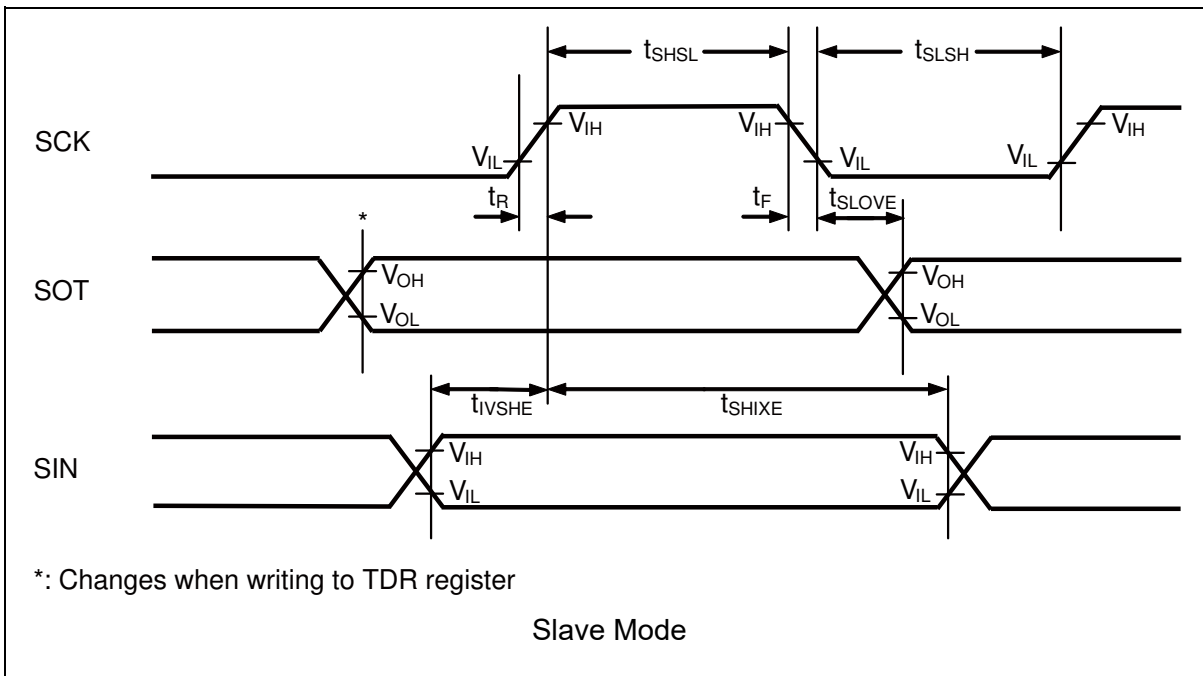 tSHSL
tSLSH
SCK
VIH
VIH
VIH
VIL
VIL
VIL
tR
tF
tSLOVE
*
SOT
VOH
VOH
VOL
VOL
tIVSHE
tSHIXE
SIN
VIH
VIH
VIL
VIL
*: Changes when writing to TDR register
Slave Mode